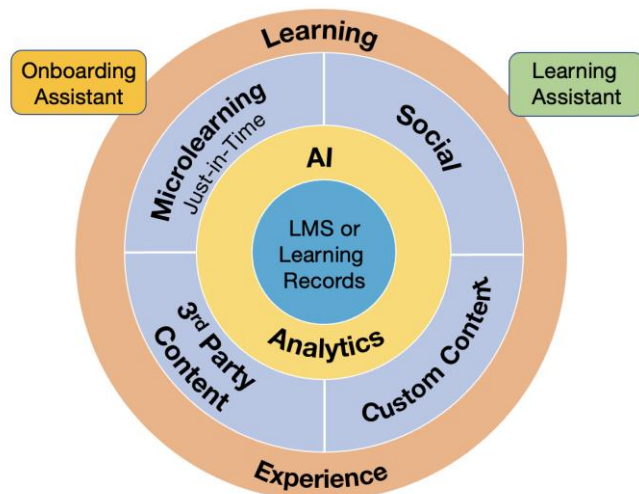 Learning
Onboarding
Assistant
Learning
Assistant
Microlearning
Just-in-Time
Social
AI
LMS or
Learning
Records
Analytics
3rd Party
Content
Custom Content
Experience